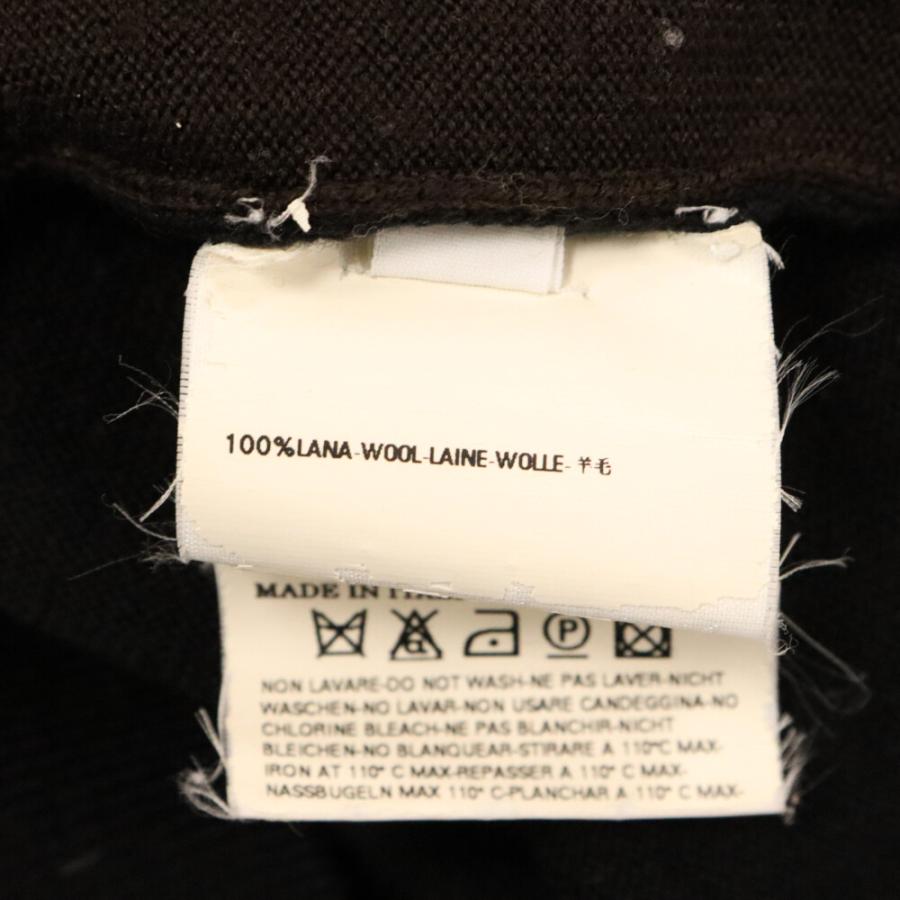 100%LANA-WOOL-LAINE-WOLLE-羊毛
MADE IN ITALY
P
NON LAVARE-DO NOT WASH-NE PAS LAVER-NICHT
WASCHEN-NO LAVAR-NON USARE CANDEGGINA-NO
CHLORINE BLEACH-NE PAS BLANCHIR-NICHT
BLEICHEN-NO BLANQUEAR-STIRARE A 110°C MAX-
IRON AT 110° C MAX-REPASSER A 110° C MAX-
NASSBUGELN MAX 110° C-PLANCHAR A 110° C MAX-